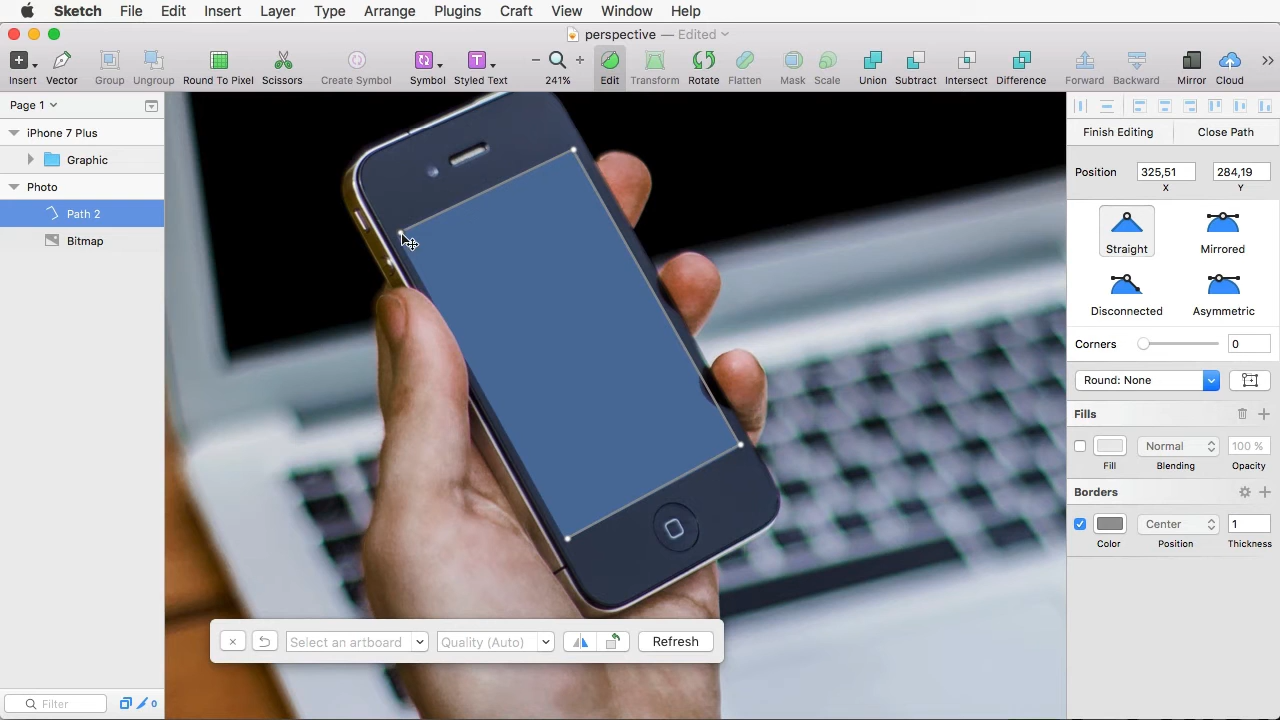 Sketch File Edit Insert Layer Type Arrange Plugins Craft View Window Help
perspective — Edited
Insert Vector Group Ungroup Round To Pixel Scissors Create Symbol Symbol Styled Text 241% Edit Transform Rotate Flatten Mask Scale Union Subtract Intersect Difference Forward Backward Mirror Cloud
Page 1
iPhone 7 Plus
Graphic
Photo
Path 2
Bitmap
Filter
0
Select an artboard
Quality (Auto)
Refresh
Finish Editing Close Path
Position 325,51 284,19
X Y
Straight Mirrored
Disconnected Asymmetric
Corners 0
Round: None
Fills
Normal 100 %
Fill Blending Opacity
Borders
Center 1
Color Position Thickness